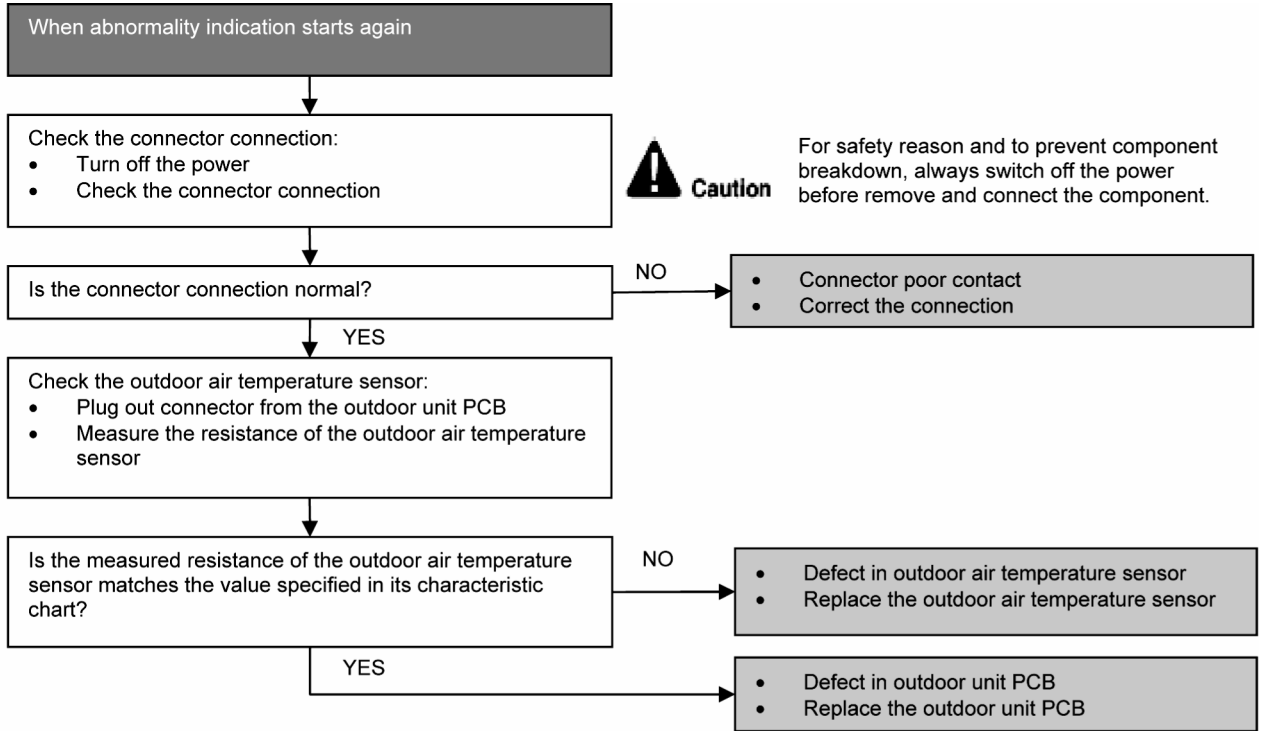 When abnormality indication starts again
Check the connector connection:
• Turn off the power
• Check the connector connection
Caution
For safety reason and to prevent component
breakdown, always switch off the power
before remove and connect the component.
Is the connector connection normal?
NO
• Connector poor contact
• Correct the connection
YES
Check the outdoor air temperature sensor:
• Plug out connector from the outdoor unit PCB
• Measure the resistance of the outdoor air temperature
sensor
Is the measured resistance of the outdoor air temperature
sensor matches the value specified in its characteristic
chart?
NO
• Defect in outdoor air temperature sensor
• Replace the outdoor air temperature sensor
YES
• Defect in outdoor unit PCB
• Replace the outdoor unit PCB